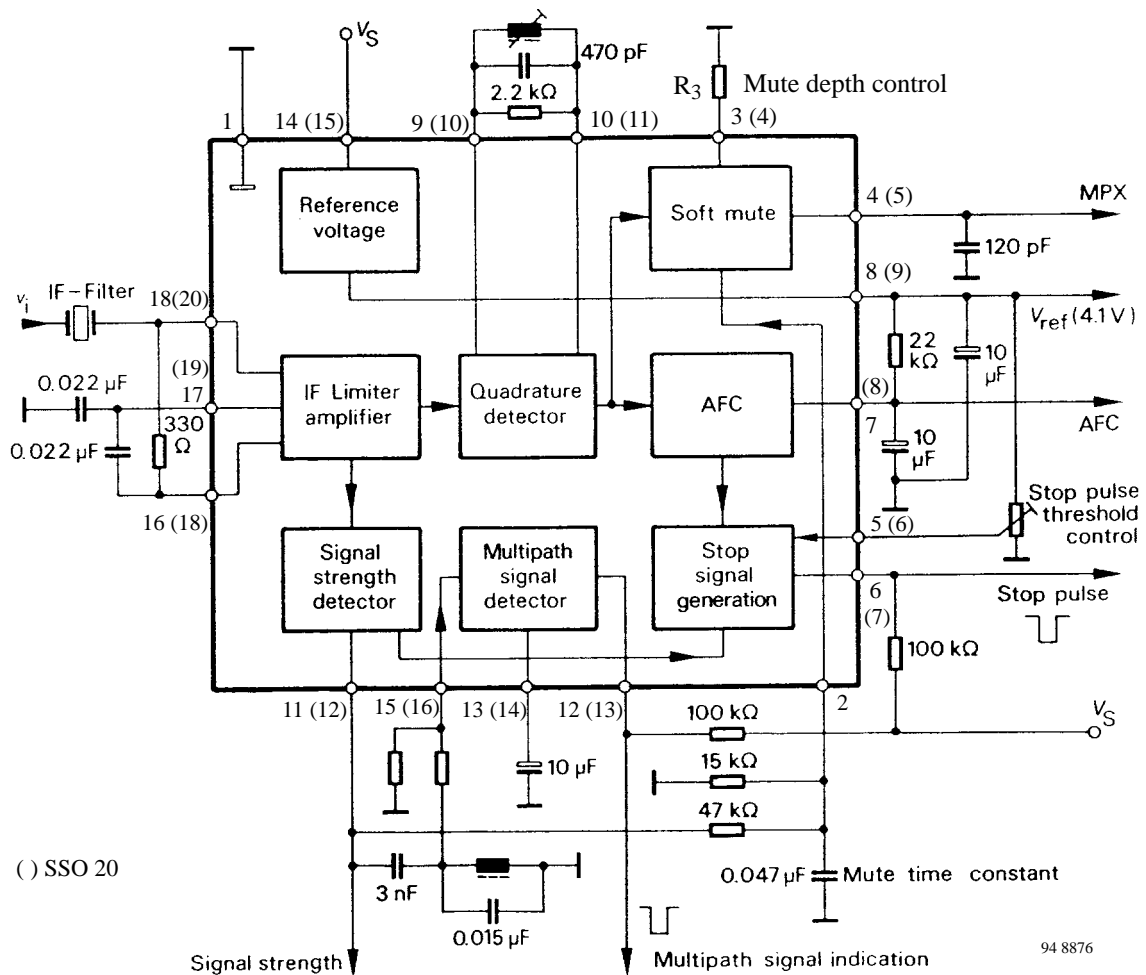 V_S
470 pF
2.2 kΩ
R₃ Mute depth control
1
14 (15)
9 (10)
10 (11)
3 (4)
Reference voltage
Soft mute
4 (5)
MPX
120 pF
8 (9)
V_ref (4.1 V)
v_i
IF-Filter
18(20)
(19)
17
0.022 µF
0.022 µF
330 Ω
16 (18)
IF Limiter amplifier
Quadrature detector
AFC
22 kΩ
10 µF
(8)
7
AFC
10 µF
Stop pulse threshold control
5 (6)
Signal strength detector
Multipath signal detector
Stop signal generation
6
(7)
Stop pulse
100 kΩ
11 (12)
15 (16)
13 (14)
12 (13)
2
100 kΩ
V_S
10 µF
15 kΩ
47 kΩ
( ) SSO 20
3 nF
0.015 µF
0.047 µF Mute time constant
Signal strength
Multipath signal indication
94 8876